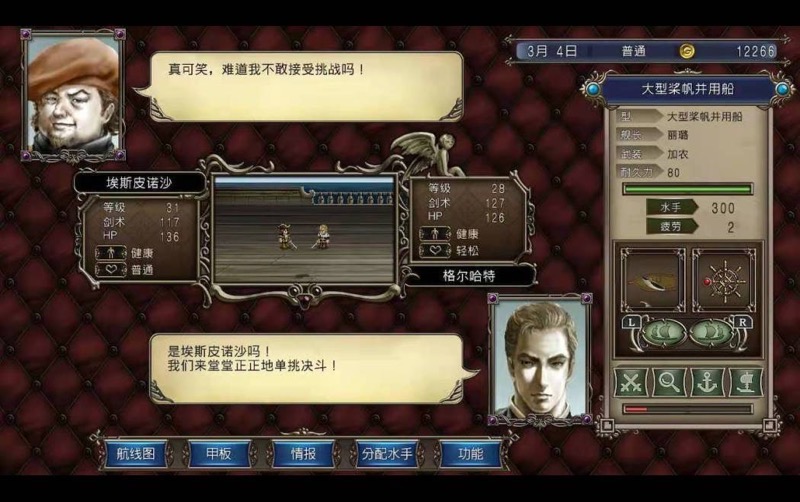 真可笑，难道我不敢接受挑战吗！
3月 4日 普通 12266
大型桨帆并用船
型 大型桨帆并用船
舰长 丽璐
武装 加农
耐久力 80
水手 300
疲劳 2
L R
埃斯皮诺沙
等级 31
剑术 117
HP 136
健康
普通
等级 28
剑术 127
HP 126
健康
轻松
格尔哈特
是埃斯皮诺沙吗！
我们来堂堂正正地单挑决斗！
航线图 甲板 情报 分配水手 功能